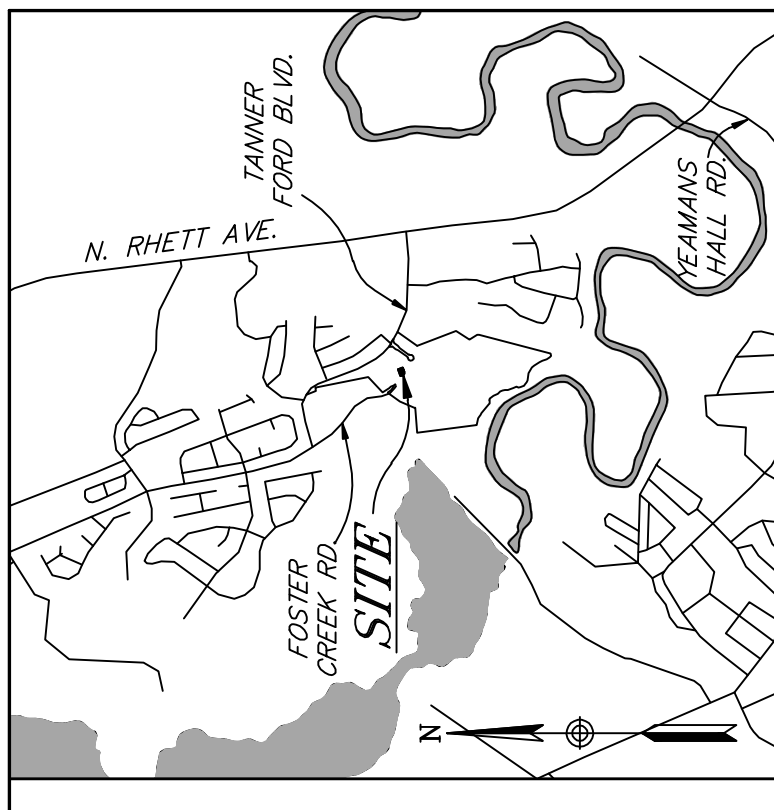 TANNER
FORD BLVD.
N. RHETT AVE.
YEAMANS
HALL RD.
FOSTER
CREEK RD.
SITE
N